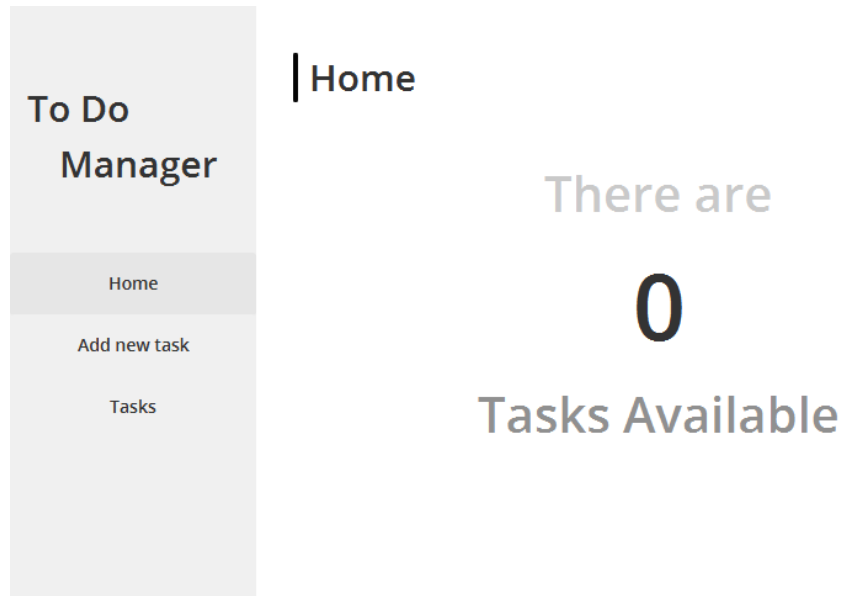 To Do
Manager
Home
Add new task
Tasks
Home
There are
0
Tasks Available